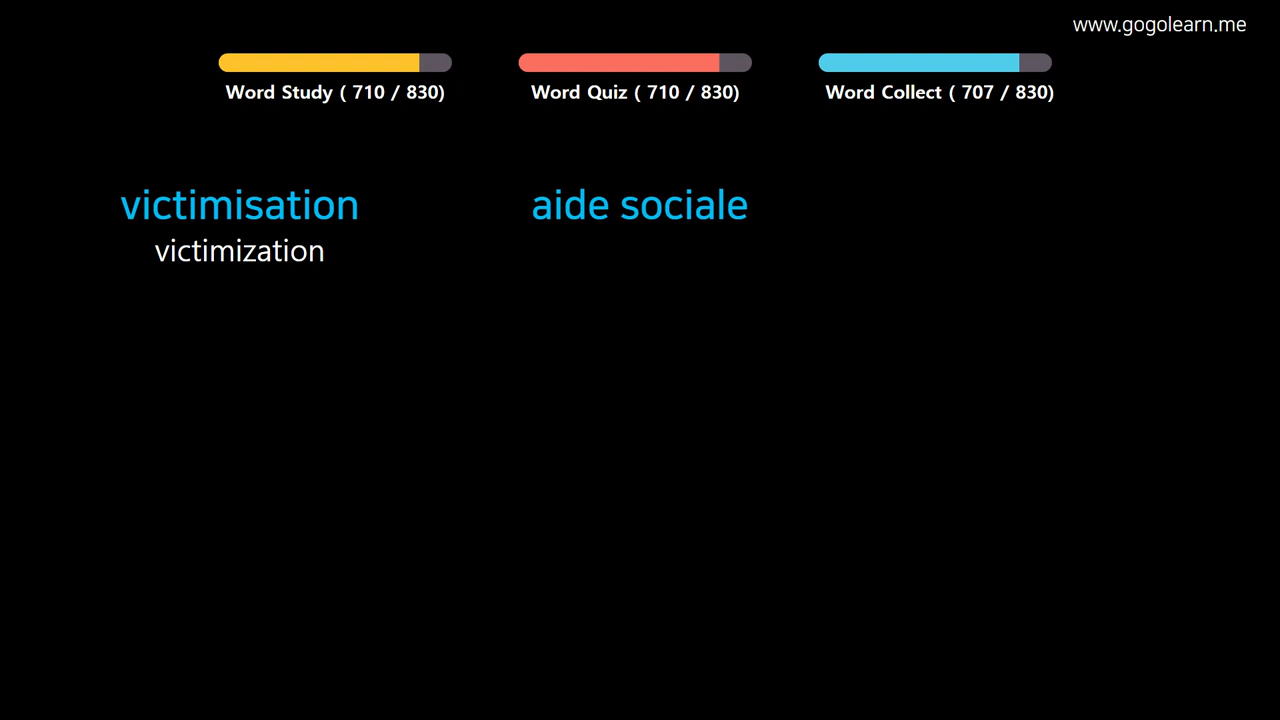 www.gogolearn.me
Word Study ( 710 / 830)
Word Quiz ( 710 / 830)
Word Collect ( 707 / 830)
victimisation
victimization
aide sociale